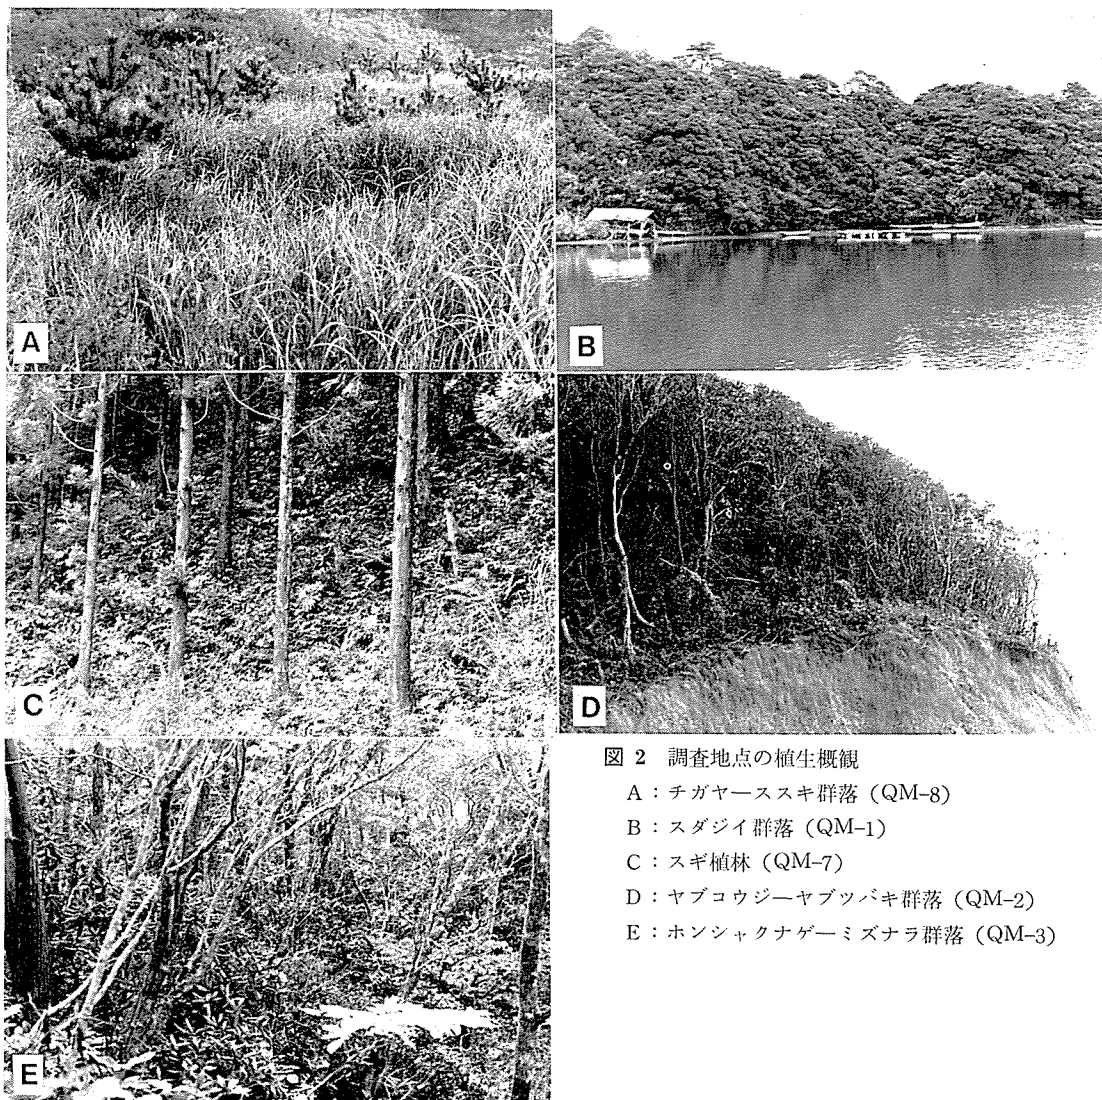 A
B
C
D
E
図 2 調査地点の植生概観
A：チガヤ―ススキ群落 (QM–8)
B：スダジイ群落 (QM–1)
C：スギ植林 (QM–7)
D：ヤブコウジ―ヤブツバキ群落 (QM–2)
E：ホンシャクナゲ―ミズナラ群落 (QM–3)